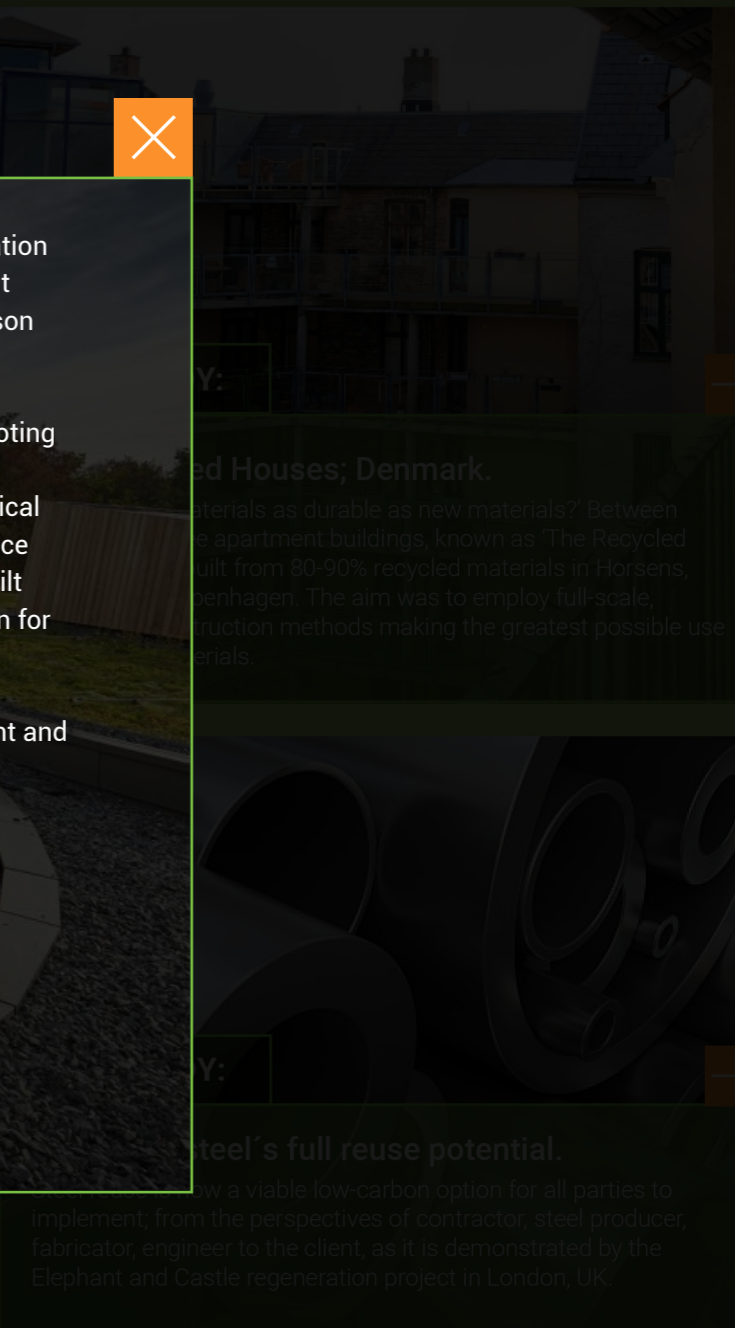 tion
t
son
oting
ical
ce
ilt
n for
nt and
Y:
ed Houses; Denmark.
aterials as durable as new materials?' Between
e apartment buildings, known as 'The Recycled
uilt from 80-90% recycled materials in Horsens,
penhagen. The aim was to employ full-scale,
truction methods making the greatest possible use
erials.
Y:
steel´s full reuse potential.
now a viable low-carbon option for all parties to
implement; from the perspectives of contractor, steel producer,
fabricator, engineer to the client, as it is demonstrated by the
Elephant and Castle regeneration project in London, UK.